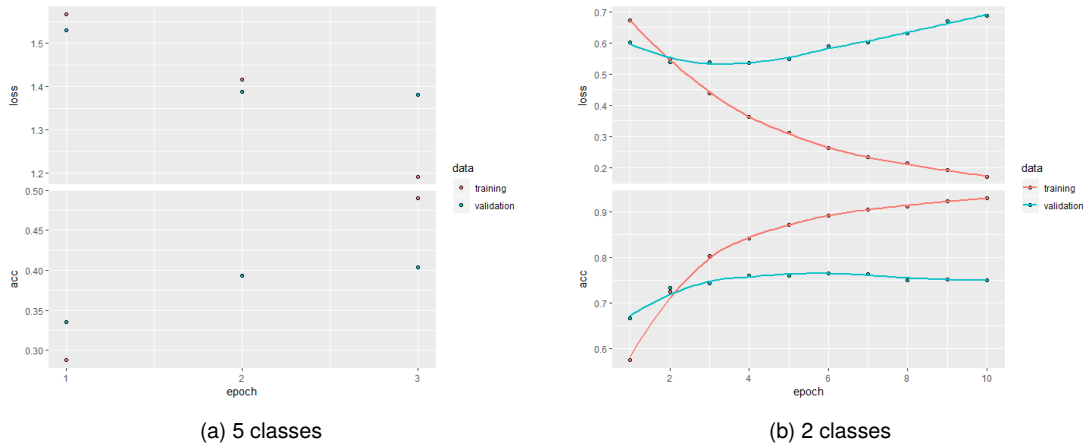 1.5
1.4
1.3
1.2
loss
0.50
0.45
0.40
0.35
0.30
acc
1
2
3
epoch
data
training
validation
(a) 5 classes
0.7
0.6
0.5
0.4
0.3
0.2
loss
0.9
0.8
0.7
0.6
acc
2
4
6
8
10
epoch
data
training
validation
(b) 2 classes